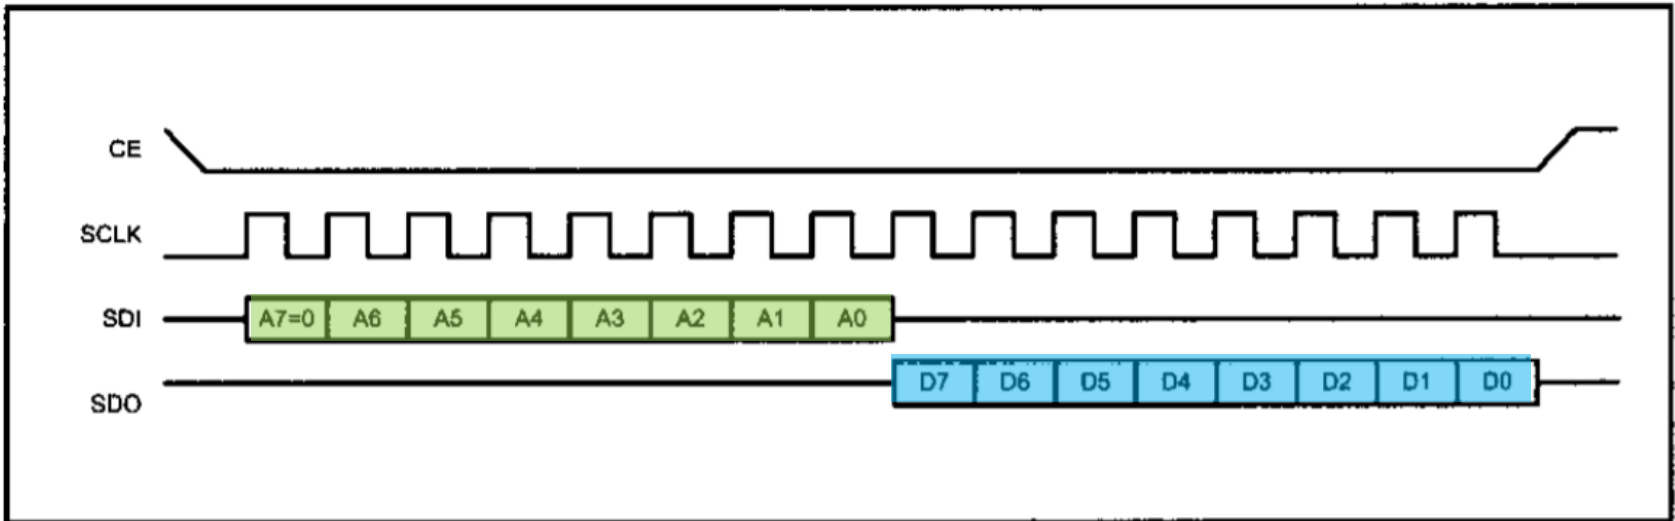 CE
SCLK
SDI A7=0 A6 A5 A4 A3 A2 A1 A0
SDO D7 D6 D5 D4 D3 D2 D1 D0